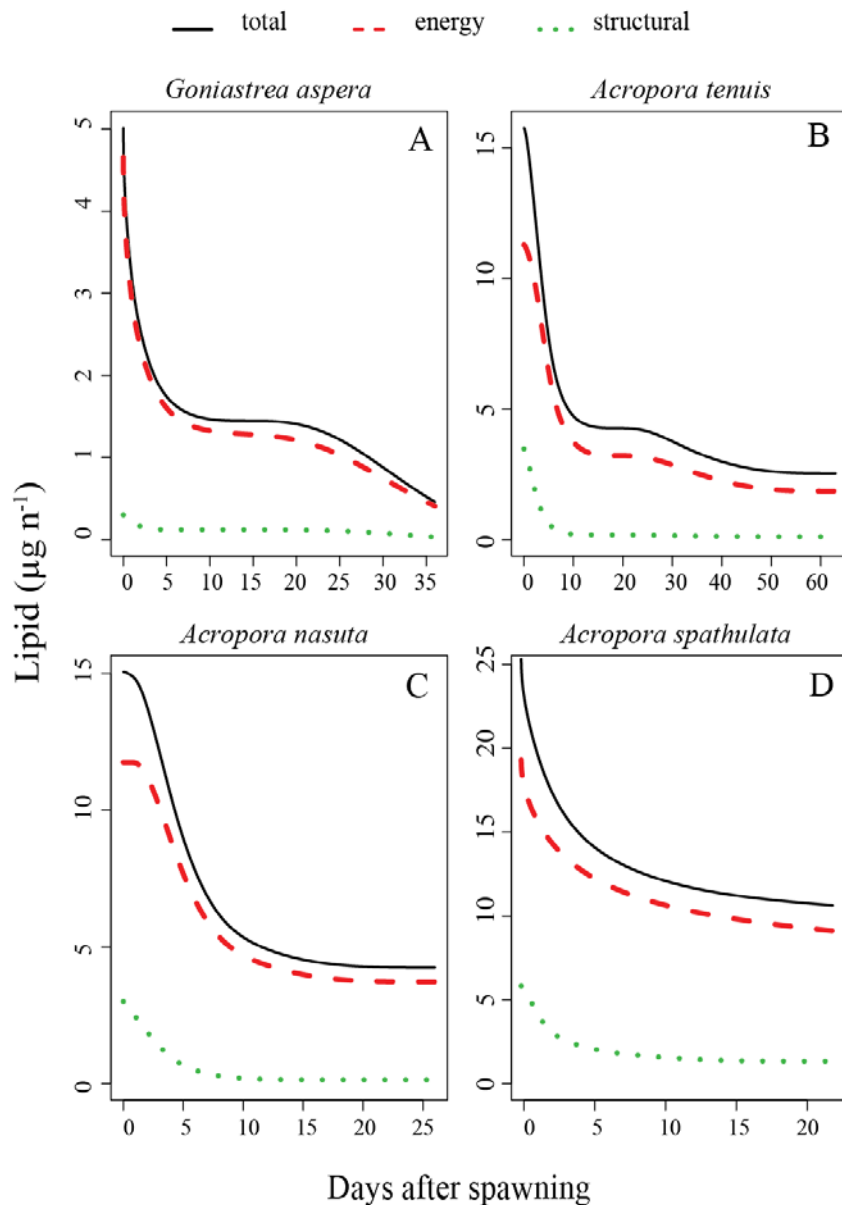 total energy structural
Goniastrea aspera
A
0 1 2 3 4 5
0 5 10 15 20 25 30 35
Acropora tenuis
B
0 5 10 15
0 10 20 30 40 50 60
Acropora nasuta
C
0 5 10 15
0 5 10 15 20 25
Acropora spathulata
D
0 5 10 15 20 25
0 5 10 15 20
Lipid (µg n⁻¹)
Days after spawning